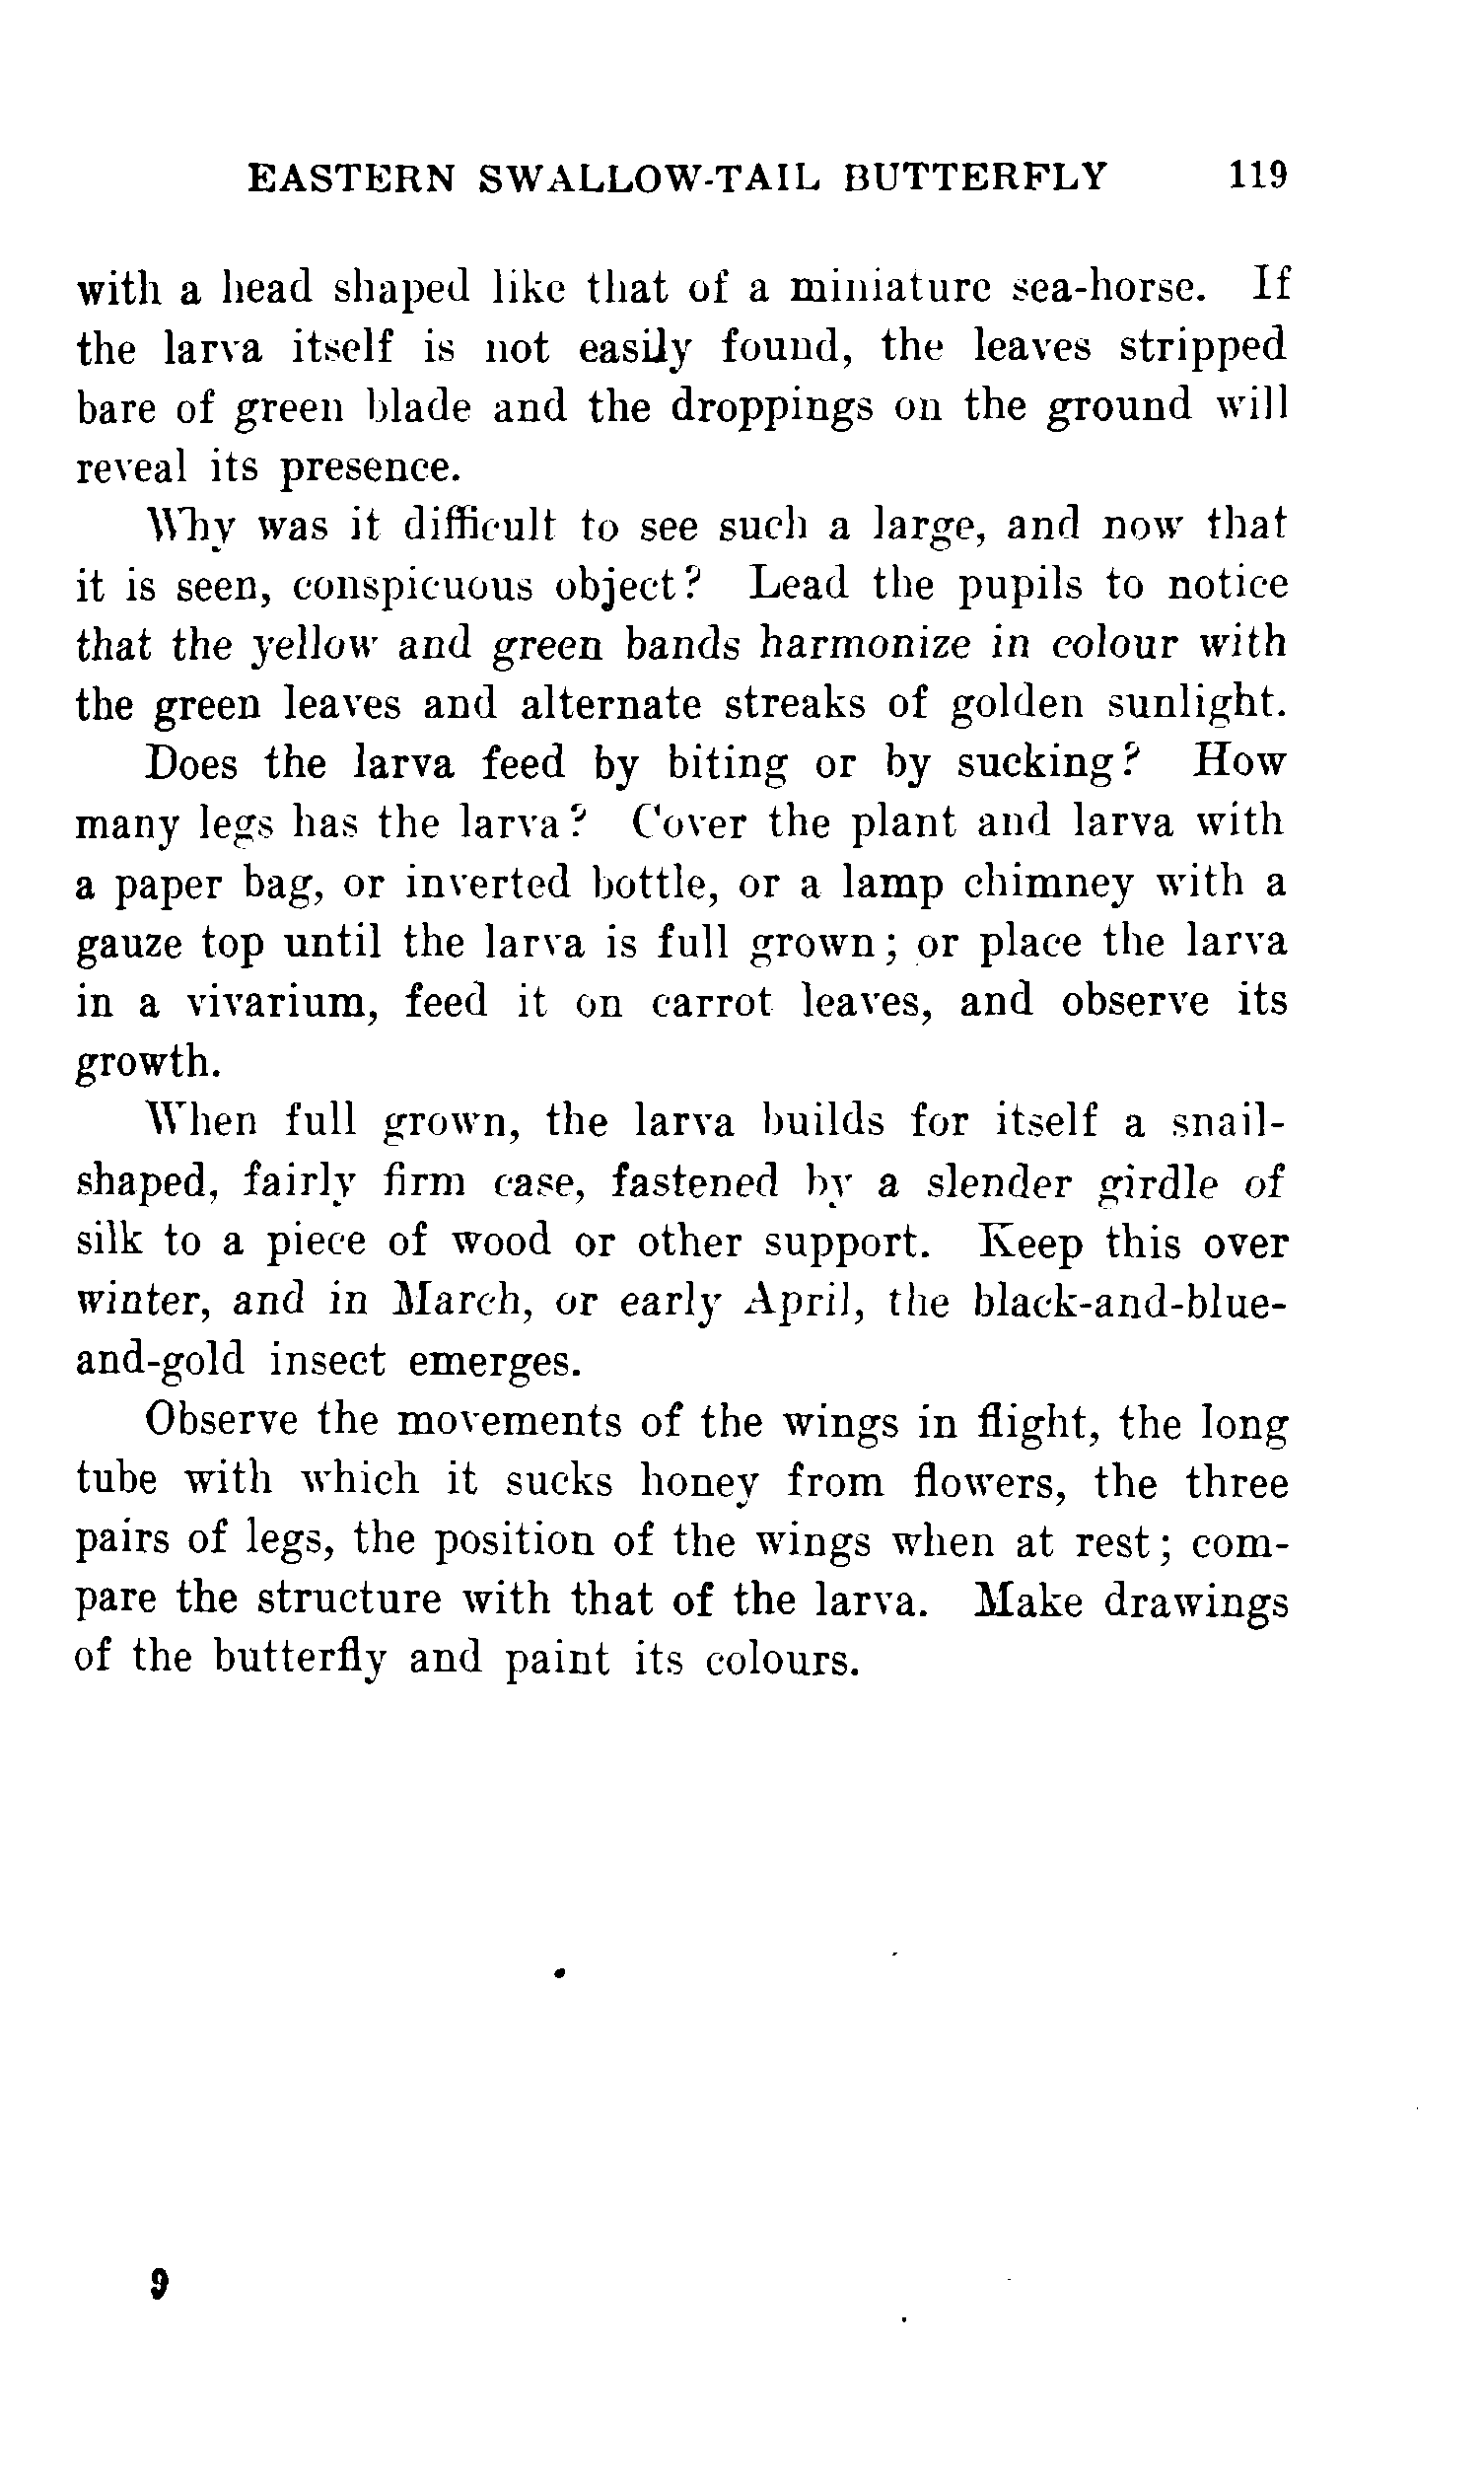 EASTERN SWALLOW-TAIL BUTTERFLY 119
with a head shaped like that of a miniature sea-horse. If
the larva itself is not easily found, the leaves stripped
bare of green blade and the droppings on the ground will
reveal its presence.
Why was it difficult to see such a large, and now that
it is seen, conspicuous object? Lead the pupils to notice
that the yellow and green bands harmonize in colour with
the green leaves and alternate streaks of golden sunlight.
Does the larva feed by biting or by sucking? How
many legs has the larva? Cover the plant and larva with
a paper bag, or inverted bottle, or a lamp chimney with a
gauze top until the larva is full grown; or place the larva
in a vivarium, feed it on carrot leaves, and observe its
growth.
When full grown, the larva builds for itself a snail-
shaped, fairly firm case, fastened by a slender girdle of
silk to a piece of wood or other support. Keep this over
winter, and in March, or early April, the black-and-blue-
and-gold insect emerges.
Observe the movements of the wings in flight, the long
tube with which it sucks honey from flowers, the three
pairs of legs, the position of the wings when at rest; com-
pare the structure with that of the larva. Make drawings
of the butterfly and paint its colours.
9